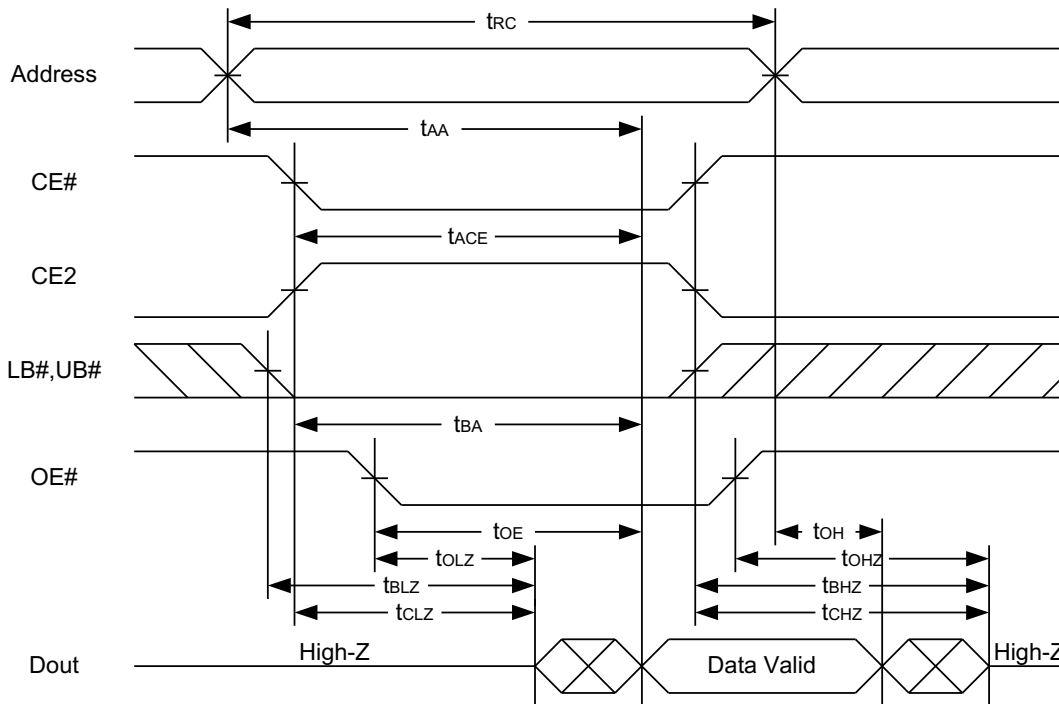 tRC
Address
tAA
CE#
tACE
CE2
LB#,UB#
tBA
OE#
tOE
tOH
tOLZ
tOHZ
tBLZ
tBHZ
tCLZ
tCHZ
Dout
High-Z
Data Valid
High-Z